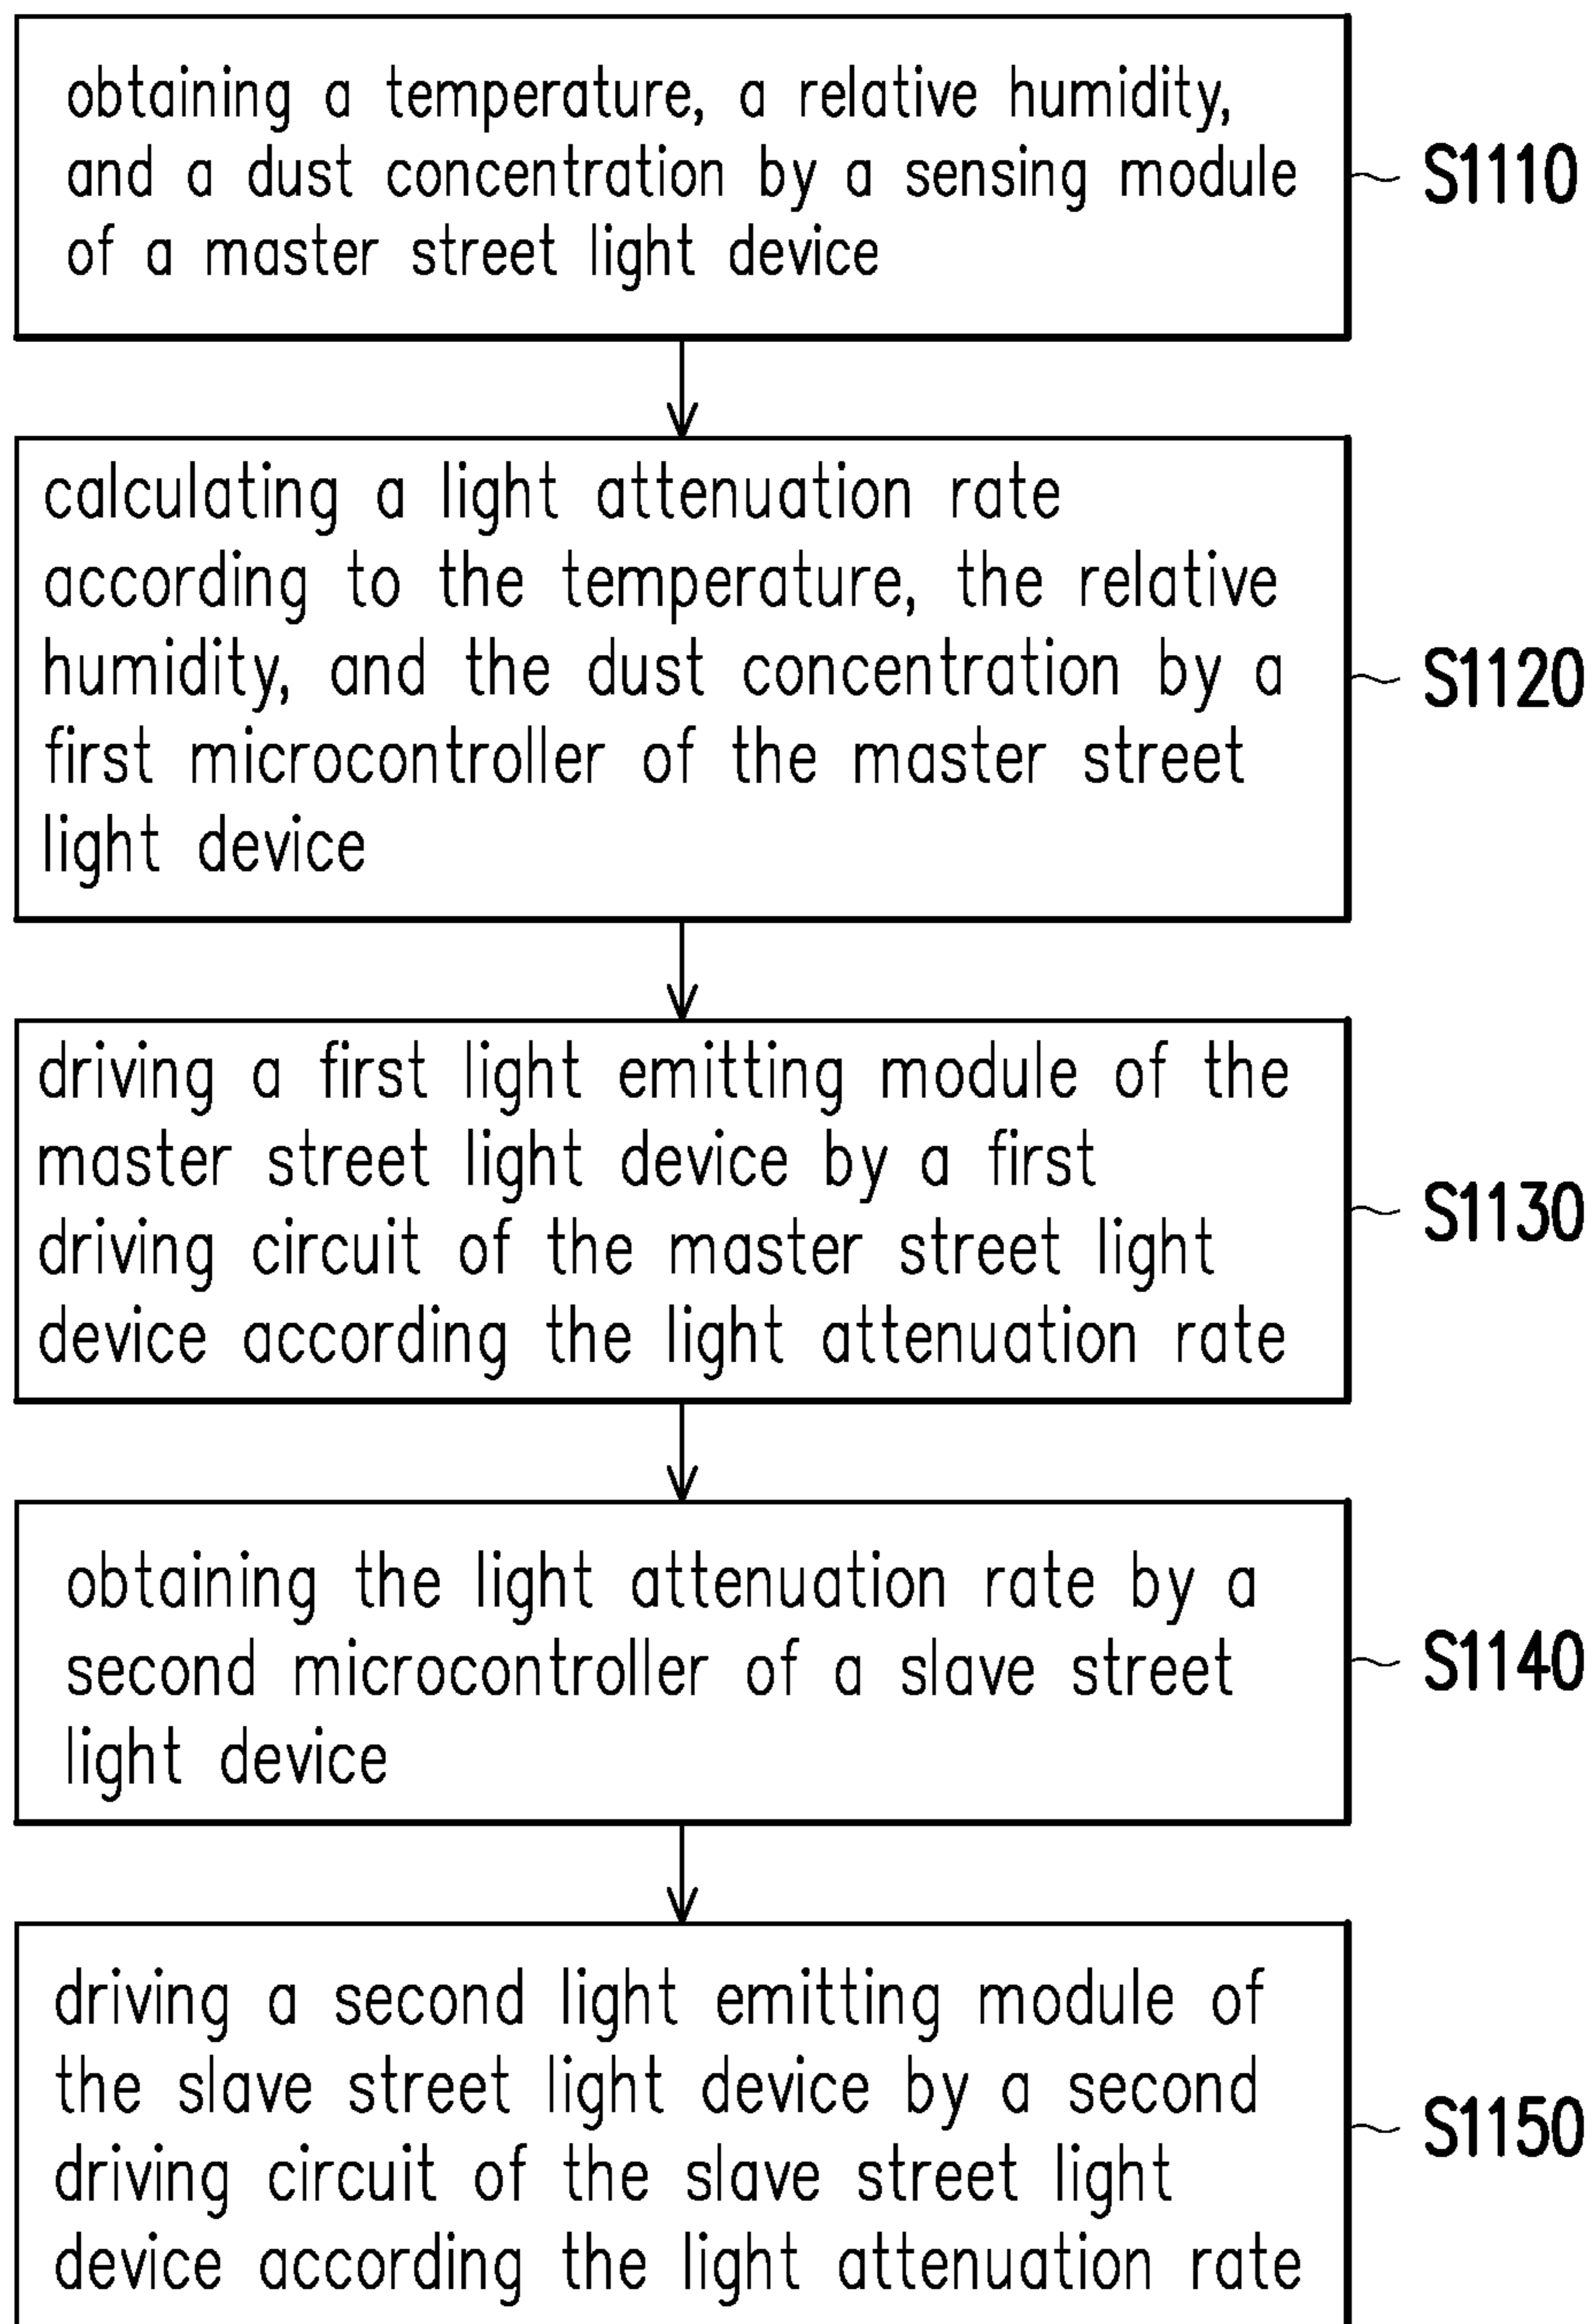 obtaining a temperature, a relative humidity,
and a dust concentration by a sensing module
of a master street light device
S1110
calculating a light attenuation rate
according to the temperature, the relative
humidity, and the dust concentration by a
first microcontroller of the master street
light device
S1120
driving a first light emitting module of the
master street light device by a first
driving circuit of the master street light
device according the light attenuation rate
S1130
obtaining the light attenuation rate by a
second microcontroller of a slave street
light device
S1140
driving a second light emitting module of
the slave street light device by a second
driving circuit of the slave street light
device according the light attenuation rate
S1150